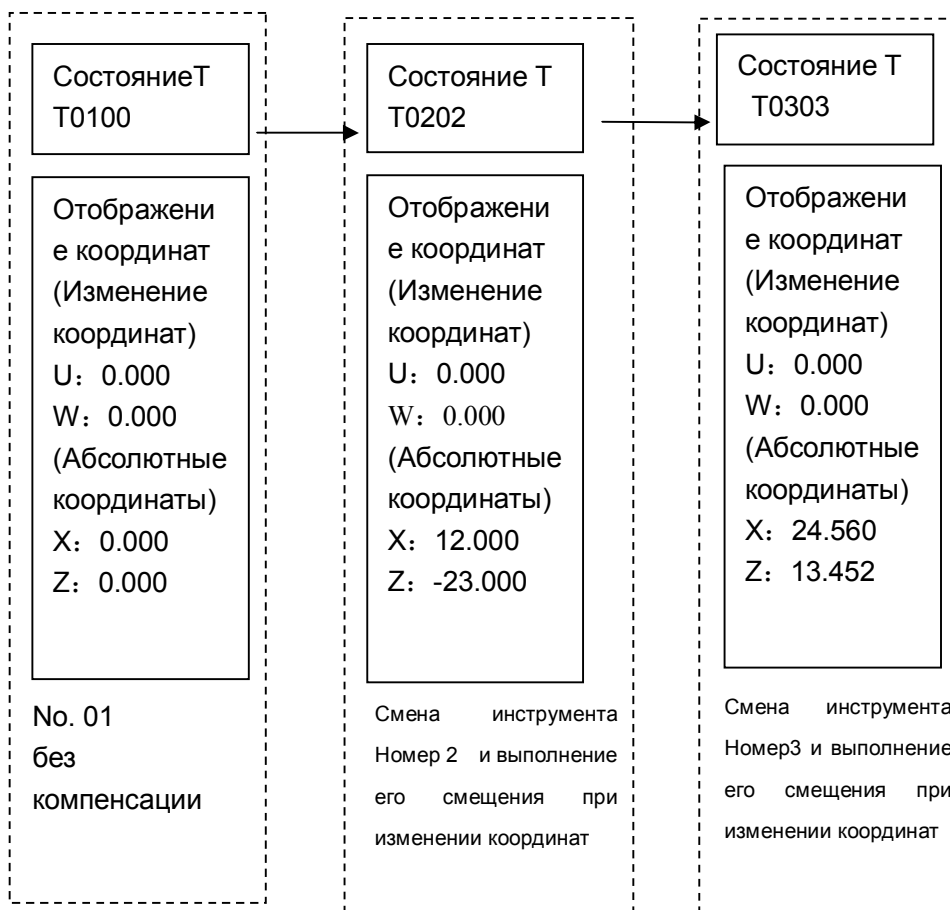 СостояниеT
T0100
Отображени
е координат
(Изменение
координат)
U：0.000
W：0.000
(Абсолютные
координаты)
X：0.000
Z：0.000
No. 01
без
компенсации
Состояние T
T0202
Отображени
е координат
(Изменение
координат)
U：0.000
W：0.000
(Абсолютные
координаты)
X：12.000
Z：-23.000
Смена инструмента
Номер 2 и выполнение
его смещения при
изменении координат
Состояние T
T0303
Отображени
е координат
(Изменение
координат)
U：0.000
W：0.000
(Абсолютные
координаты)
X：24.560
Z：13.452
Смена инструмента
Номер3 и выполнение
его смещения при
изменении координат